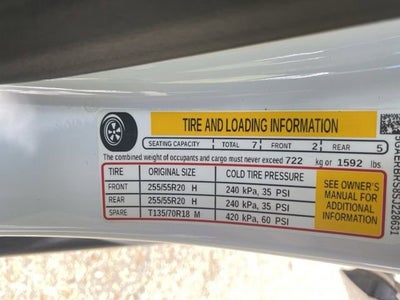 TIRE AND LOADING INFORMATION
SEATING CAPACITY TOTAL 7 FRONT 2 REAR 5
The combined weight of occupants and cargo must never exceed 722 kg or 1592 lbs
TIRE ORIGINAL SIZE COLD TIRE PRESSURE
FRONT 255/55R20 H 240 kPa, 35 PSI
REAR 255/55R20 H 240 kPa, 35 PSI
SPARE T135/70R18 M 420 kPa, 60 PSI
SEE OWNER'S
MANUAL FOR
ADDITIONAL
INFORMATION